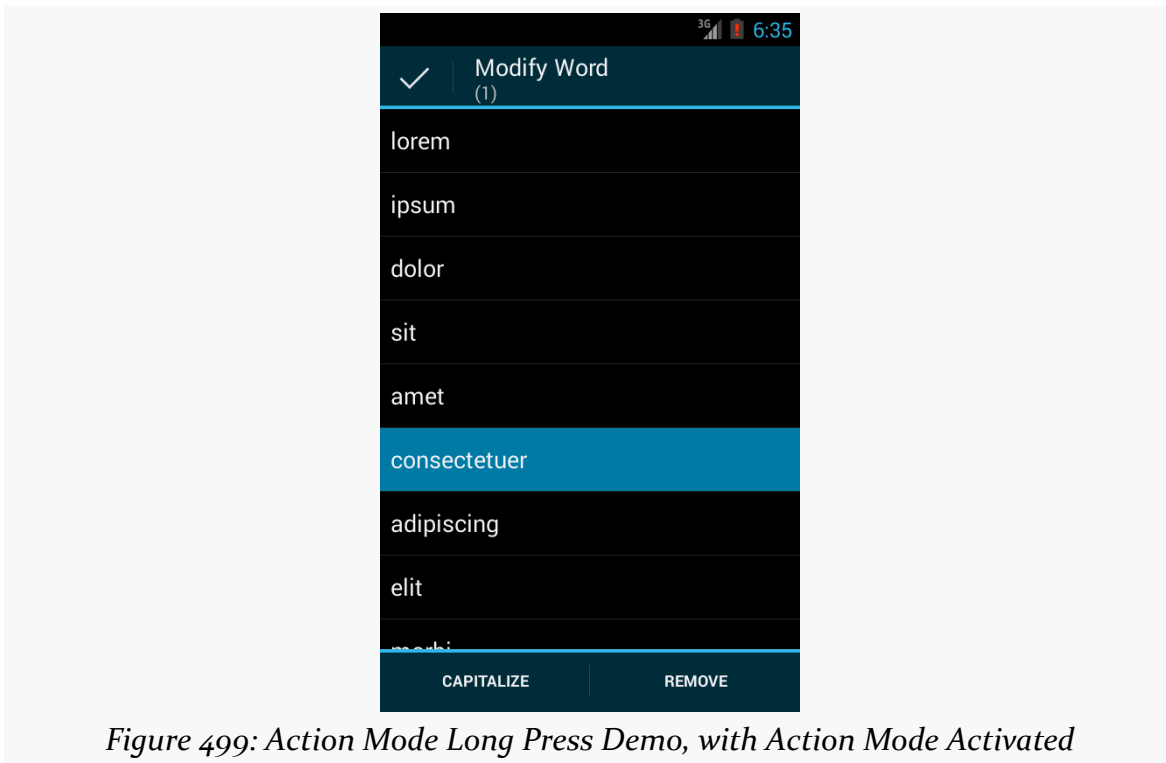 3G 6:35
Modify Word
(1)
lorem
ipsum
dolor
sit
amet
consectetuer
adipiscing
elit
morbi
CAPITALIZE REMOVE
Figure 499: Action Mode Long Press Demo, with Action Mode Activated